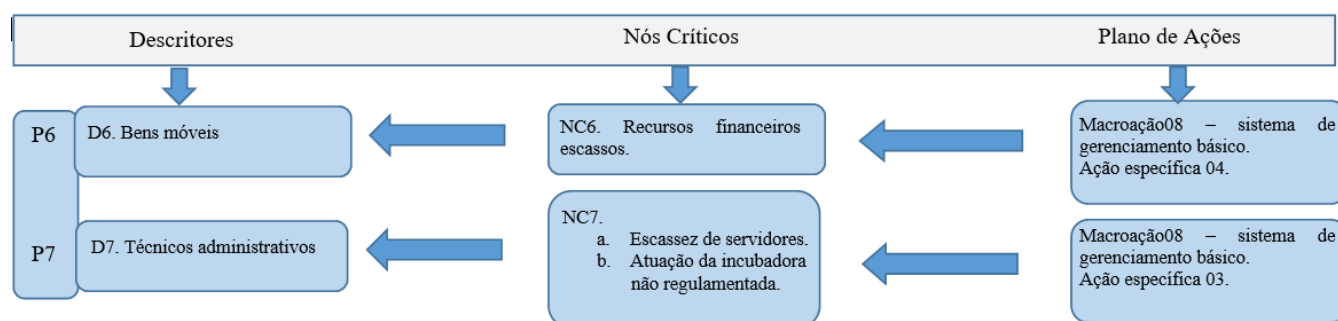 Descritores
Nós Críticos
Plano de Ações
P6
D6. Bens móveis
NC6. Recursos financeiros
escassos.
Macroação08 – sistema de
gerenciamento básico.
Ação específica 04.
P7
D7. Técnicos administrativos
NC7.
a. Escassez de servidores.
b. Atuação da incubadora
não regulamentada.
Macroação08 – sistema de
gerenciamento básico.
Ação específica 03.